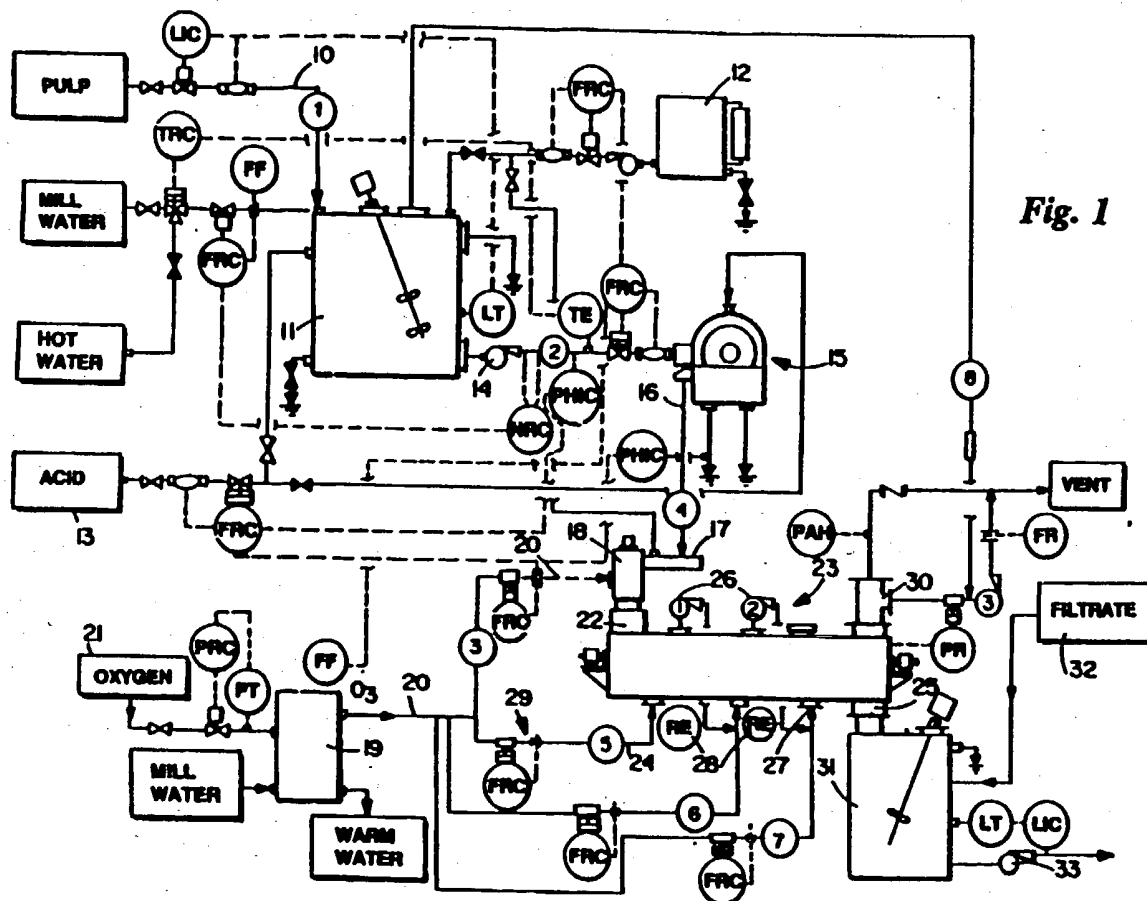 LIC
10
PULP
1
12
FRC
TRC
FF
MILL
WATER
Fig. 1
FRC
FRC
LT
TE
HOT
WATER
11
15
14
2
PHIC
16
8
NRC
PHIC
ACID
VENT
13
FRC
4
17
PAH
FR
18
20
26
23
30
1
2
3
FRC
22
FILTRATE
PR
32
21
PRC
FF
3
OXYGEN
PT
O3
20
25
29
19
5
24
RE
28
RE
27
31
MILL
WATER
FRC
6
LT
LIC
WARM
WATER
FRC
7
FRC
33